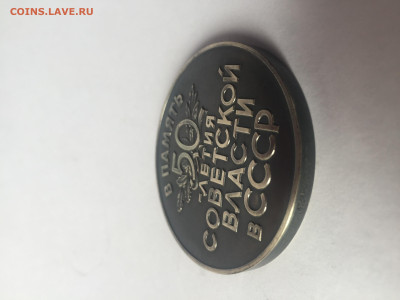 COINS.LAVE.RU
В ПАМЯТЬ
50
-ЛЕТИЯ
СОВЕТСКОЙ
ВЛАСТИ
В СССР